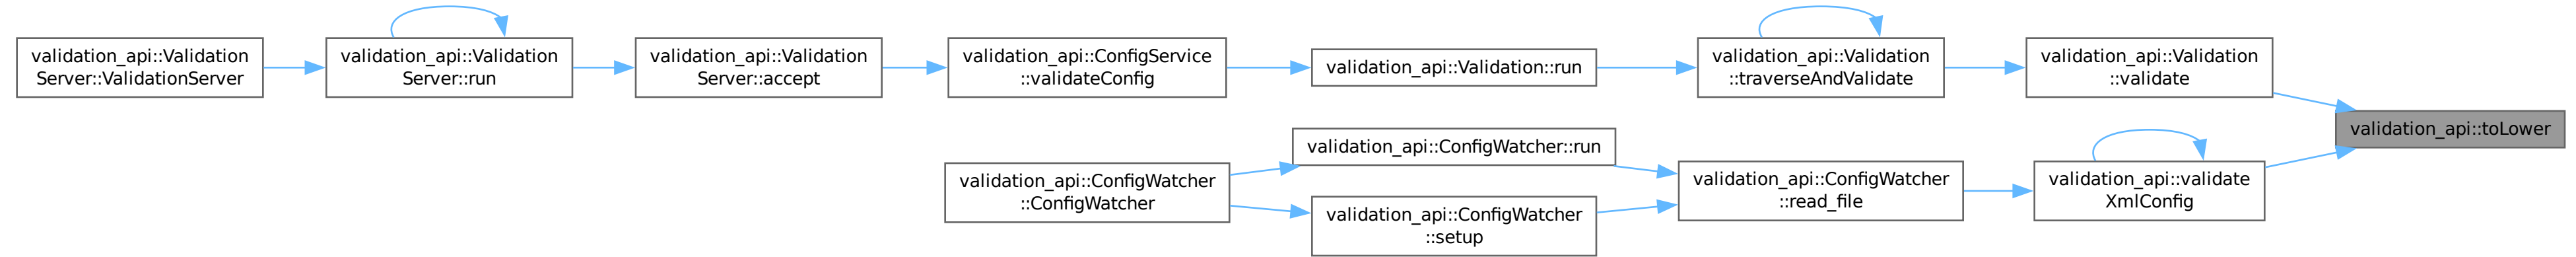 validation_api::Validation
Server::ValidationServer
validation_api::Validation
Server::run
validation_api::Validation
Server::accept
validation_api::ConfigService
::validateConfig
validation_api::Validation::run
validation_api::Validation
::traverseAndValidate
validation_api::Validation
::validate
validation_api::toLower
validation_api::ConfigWatcher
::ConfigWatcher
validation_api::ConfigWatcher::run
validation_api::ConfigWatcher
::setup
validation_api::ConfigWatcher
::read_file
validation_api::validate
XmlConfig